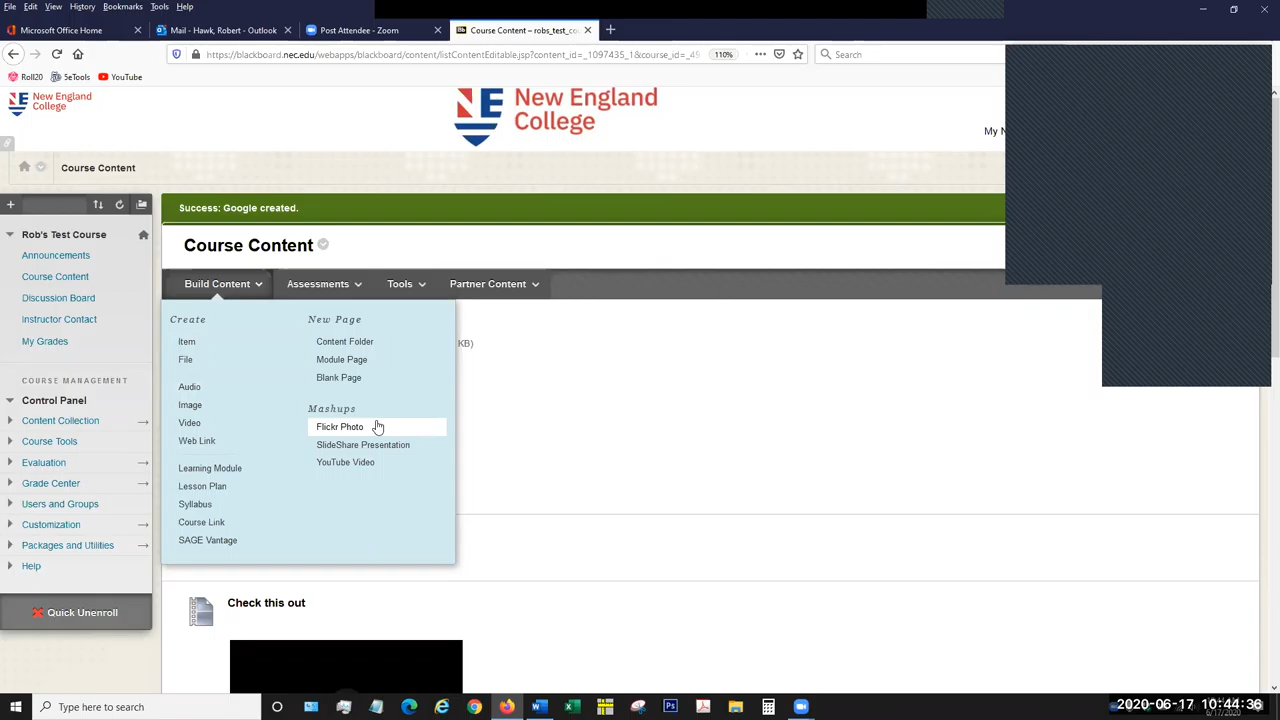 File Edit View History Bookmarks Tools Help
Microsoft Office Home
Mail - Hawk, Robert - Outlook
Post Attendee - Zoom
Course Content – robs_test_co
https://blackboard.nec.edu/webapps/blackboard/content/listContentEditable.jsp?content_id=_1097435_1&course_id=_45
110%
Search
Roll20
5eTools
YouTube
New England
College
New England
College
My N
Course Content
Success: Google created.
Rob's Test Course
Announcements
Course Content
Discussion Board
Instructor Contact
My Grades
COURSE MANAGEMENT
Control Panel
Content Collection
Course Tools
Evaluation
Grade Center
Users and Groups
Customization
Packages and Utilities
Help
Quick Unenroll
Course Content
Build Content
Assessments
Tools
Partner Content
Create
Item
File
Audio
Image
Video
Web Link
Learning Module
Lesson Plan
Syllabus
Course Link
SAGE Vantage
New Page
Content Folder
Module Page
Blank Page
Mashups
Flickr Photo
SlideShare Presentation
YouTube Video
KB)
Check this out
Type here to search
2020-06-17 10:44:36